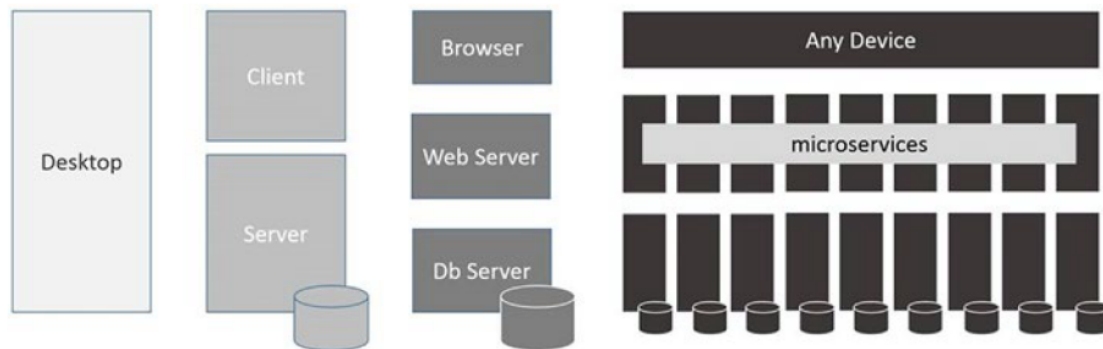 Desktop
Client
Server
Browser
Web Server
Db Server
Any Device
microservices